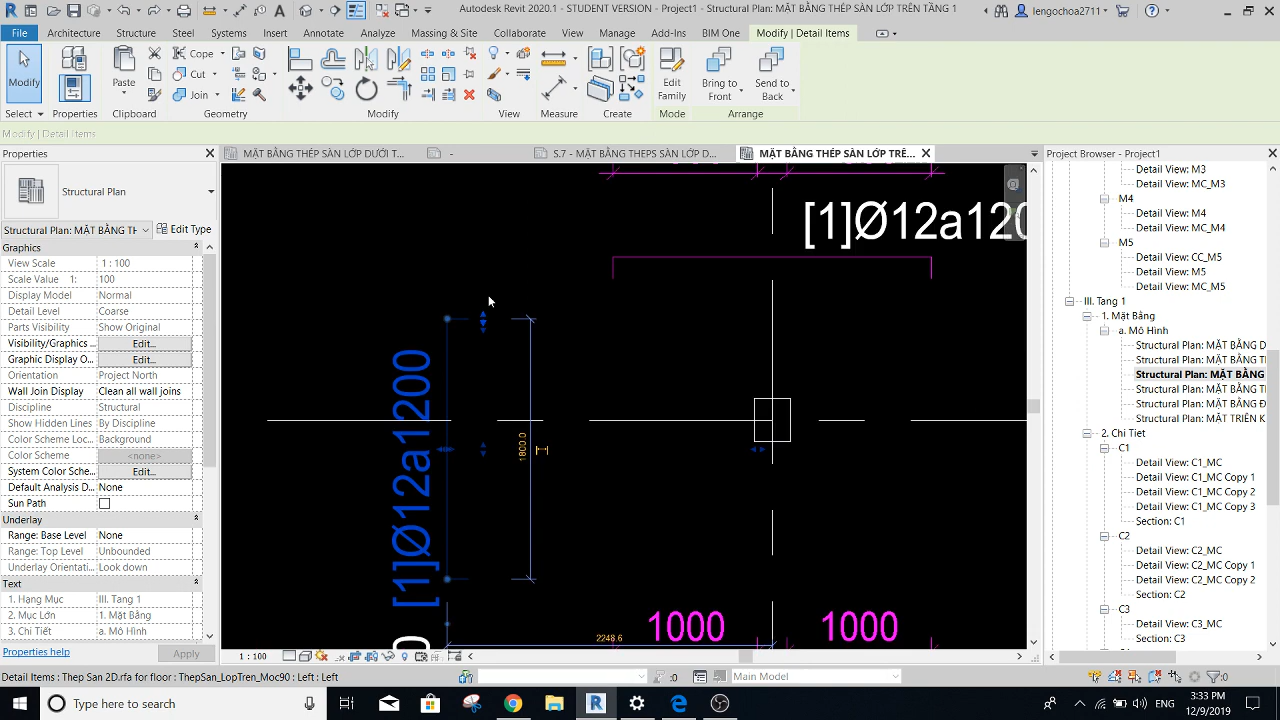 Autodesk Revit 2020.1 - STUDENT VERSION - Project1 - Structural Plan: MẶT BẰNG THÉP SÀN LỚP TRÊN TẦNG 1
lengochoa2711
File Architecture Structure Steel Systems Insert Annotate Analyze Massing & Site Collaborate View Manage Add-Ins BIM One Modify | Detail Items
Modify Paste Cope Cut Join Edit Family Bring to Front Send to Back
Select Properties Clipboard Geometry Modify View Measure Create Mode Arrange
Modify | Detail Items
Properties
MẶT BẰNG THÉP SÀN LỚP DƯỚI T...
-
S.7 - MẶT BẰNG THEPS SÀN LỚP D...
MẶT BẰNG THÉP SÀN LỚP TRÊ...
Project Browser - Project1
Structural Plan
Structural Plan: MẶT BẰNG TH
Edit Type
Graphics
View Scale 1 : 100
Scale Value 1: 100
Display Model Normal
Detail Level Coarse
Parts Visibility Show Original
Visibility/Graphics ... Edit...
Graphic Display O... Edit...
Orientation Project North
Wall Join Display Clean all wall joins
Discipline Structural
Show Hidden Lines By Discipline
Color Scheme Loc... Background
Color Scheme <none>
System Color Sche... Edit...
Default Analysis D... None
Sun Path
Underlay
Range: Base Level None
Range: Top Level Unbounded
Underlay Orientati... Look down
Text
1. Hạng Mục III. Tang 1
2. Mục Lớn 1. Mặt Bằng
3. Chi Tiết a. Mô Hình
Properties help
Apply
[1]Ø12a120
[1]Ø12a1200
1800.0
0
2248.6
1000
1000
Detail View: M3
Detail View: MC_M3
M4
Detail View: M4
Detail View: MC_M4
M5
Detail View: CC_M5
Detail View: M5
Detail View: MC_M5
III. Tang 1
1. Mặt Bằng
a. Mô Hình
Structural Plan: MẶT BẰNG D
Structural Plan: MẶT BẰNG T
Structural Plan: MẶT BẰNG
Structural Plan: MẶT BẰNG T
Structural Plan: MẶT BẰNG Đ
Structural Plan: MẶT TRIÊN K
2. Chi Tiết
C1
Detail View: C1_MC
Detail View: C1_MC Copy 1
Detail View: C1_MC Copy 2
Detail View: C1_MC Copy 3
Section: C1
C2
Detail View: C2_MC
Detail View: C2_MC Copy 1
Detail View: C2_MC Copy 2
Section: C2
C3
Detail View: C3_MC
Section: C3
1 : 100
Detail Items : Thep San 2D.rfa for floor : ThepSan_LopTren_Moc90 : Left : Left
:0
Main Model
:0
Type here to search
ENG
3:33 PM
12/9/2019